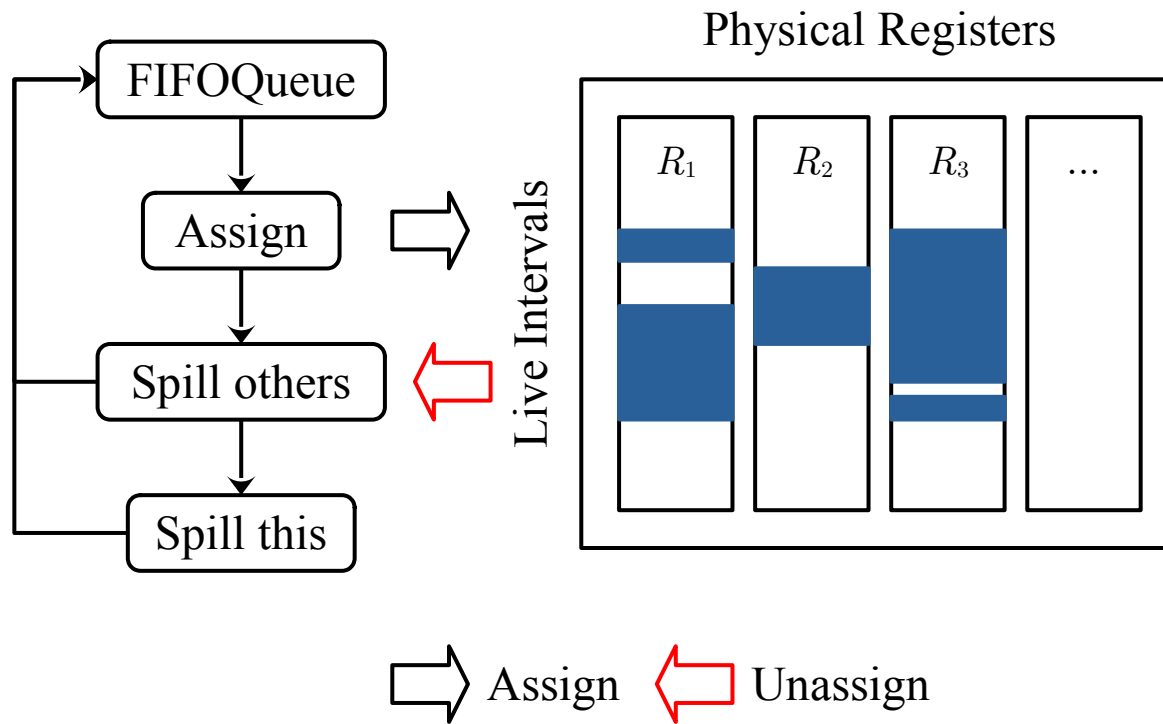 Physical Registers
FIFOQueue
Assign
Spill others
Spill this
Live Intervals
R₁
R₂
R₃
...
Assign
Unassign